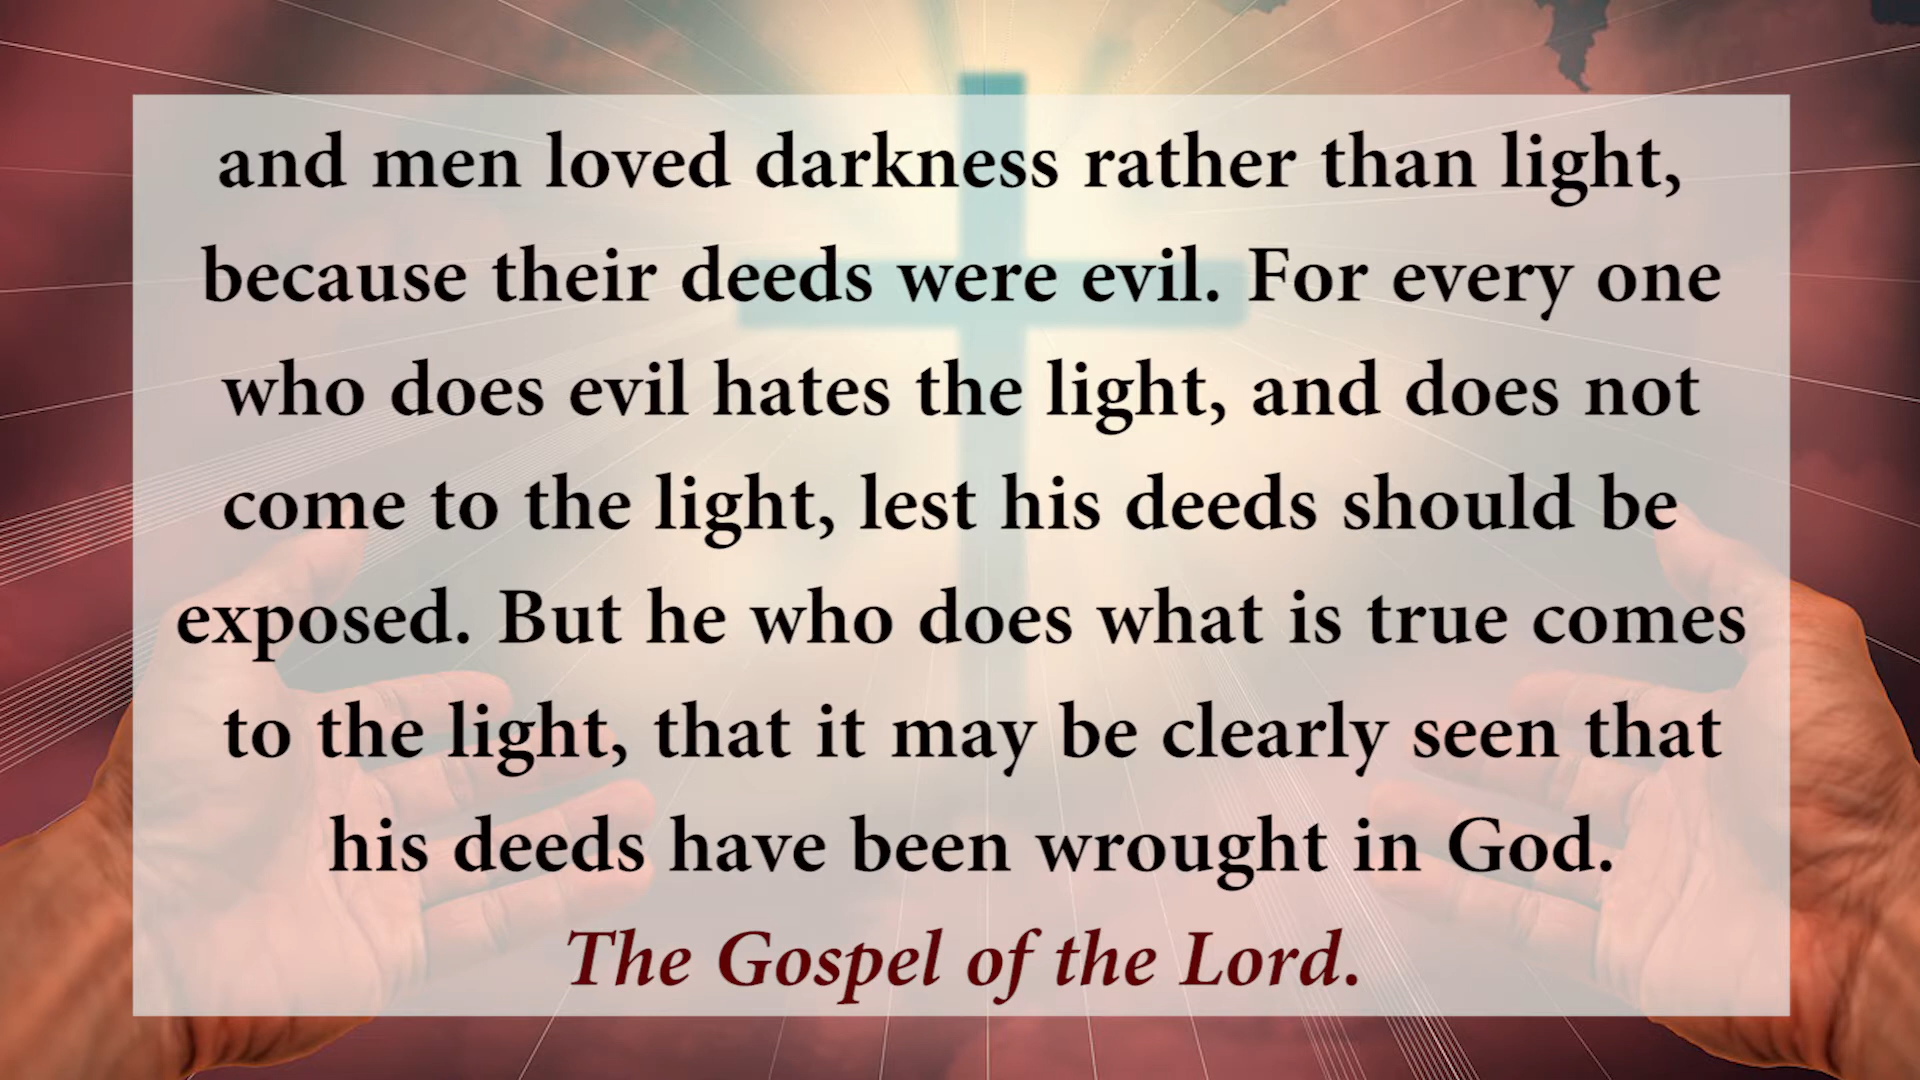 and men loved darkness rather than light,
because their deeds were evil. For every one
who does evil hates the light, and does not
come to the light, lest his deeds should be
exposed. But he who does what is true comes
to the light, that it may be clearly seen that
his deeds have been wrought in God.
The Gospel of the Lord.